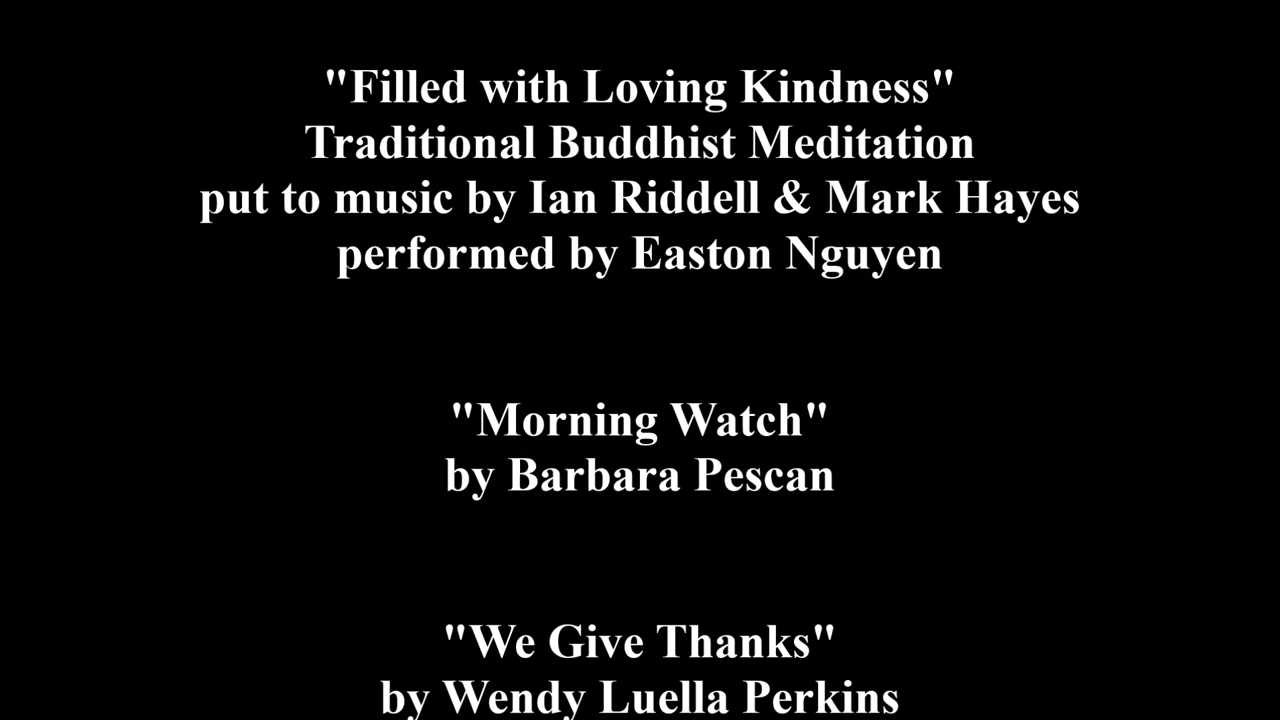 "Filled with Loving Kindness"
Traditional Buddhist Meditation
put to music by Ian Riddell & Mark Hayes
performed by Easton Nguyen
"Morning Watch"
by Barbara Pescan
"We Give Thanks"
by Wendy Luella Perkins